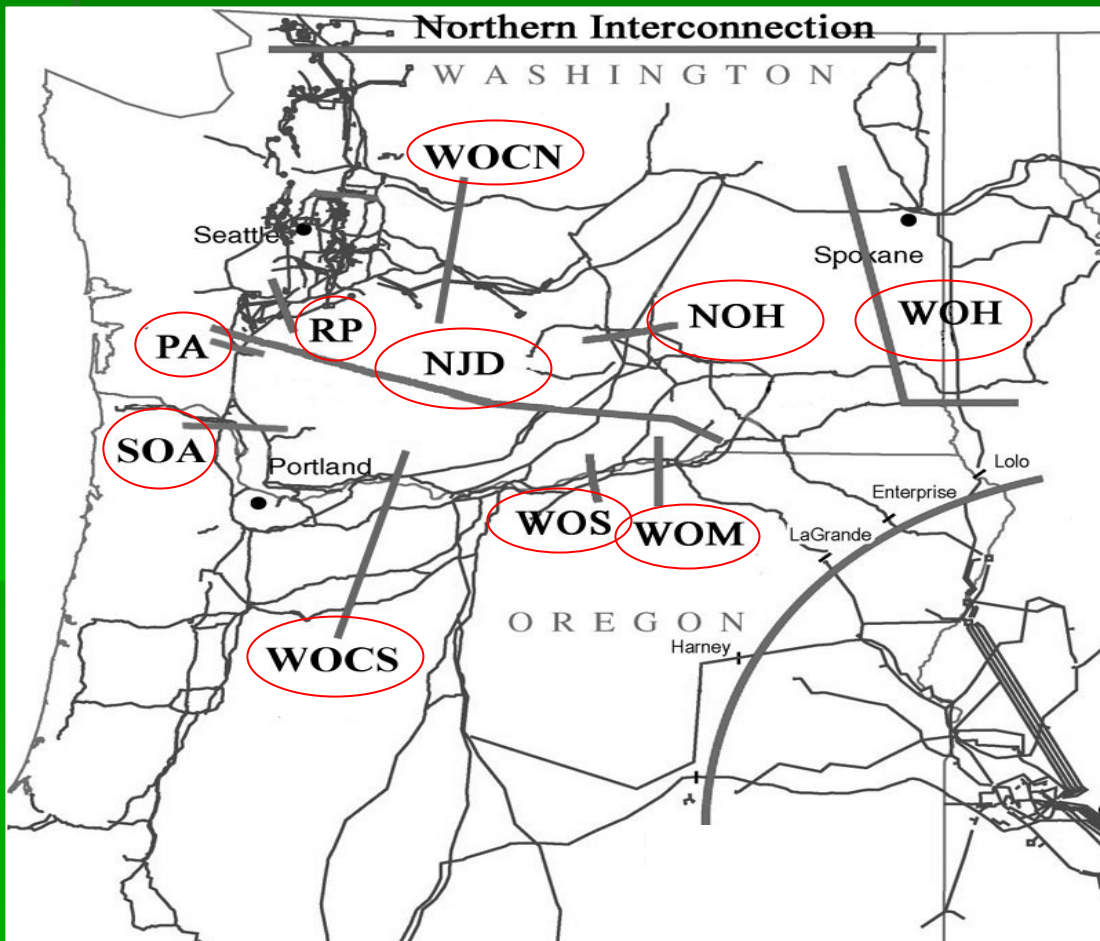 Northern Interconnection
WASHINGTON
WOCN
Seattle
Spokane
NOH
WOH
RP
PA
NJD
SOA
Portland
Lolo
Enterprise
WOS
WOM
LaGrande
OREGON
Harney
WOCS